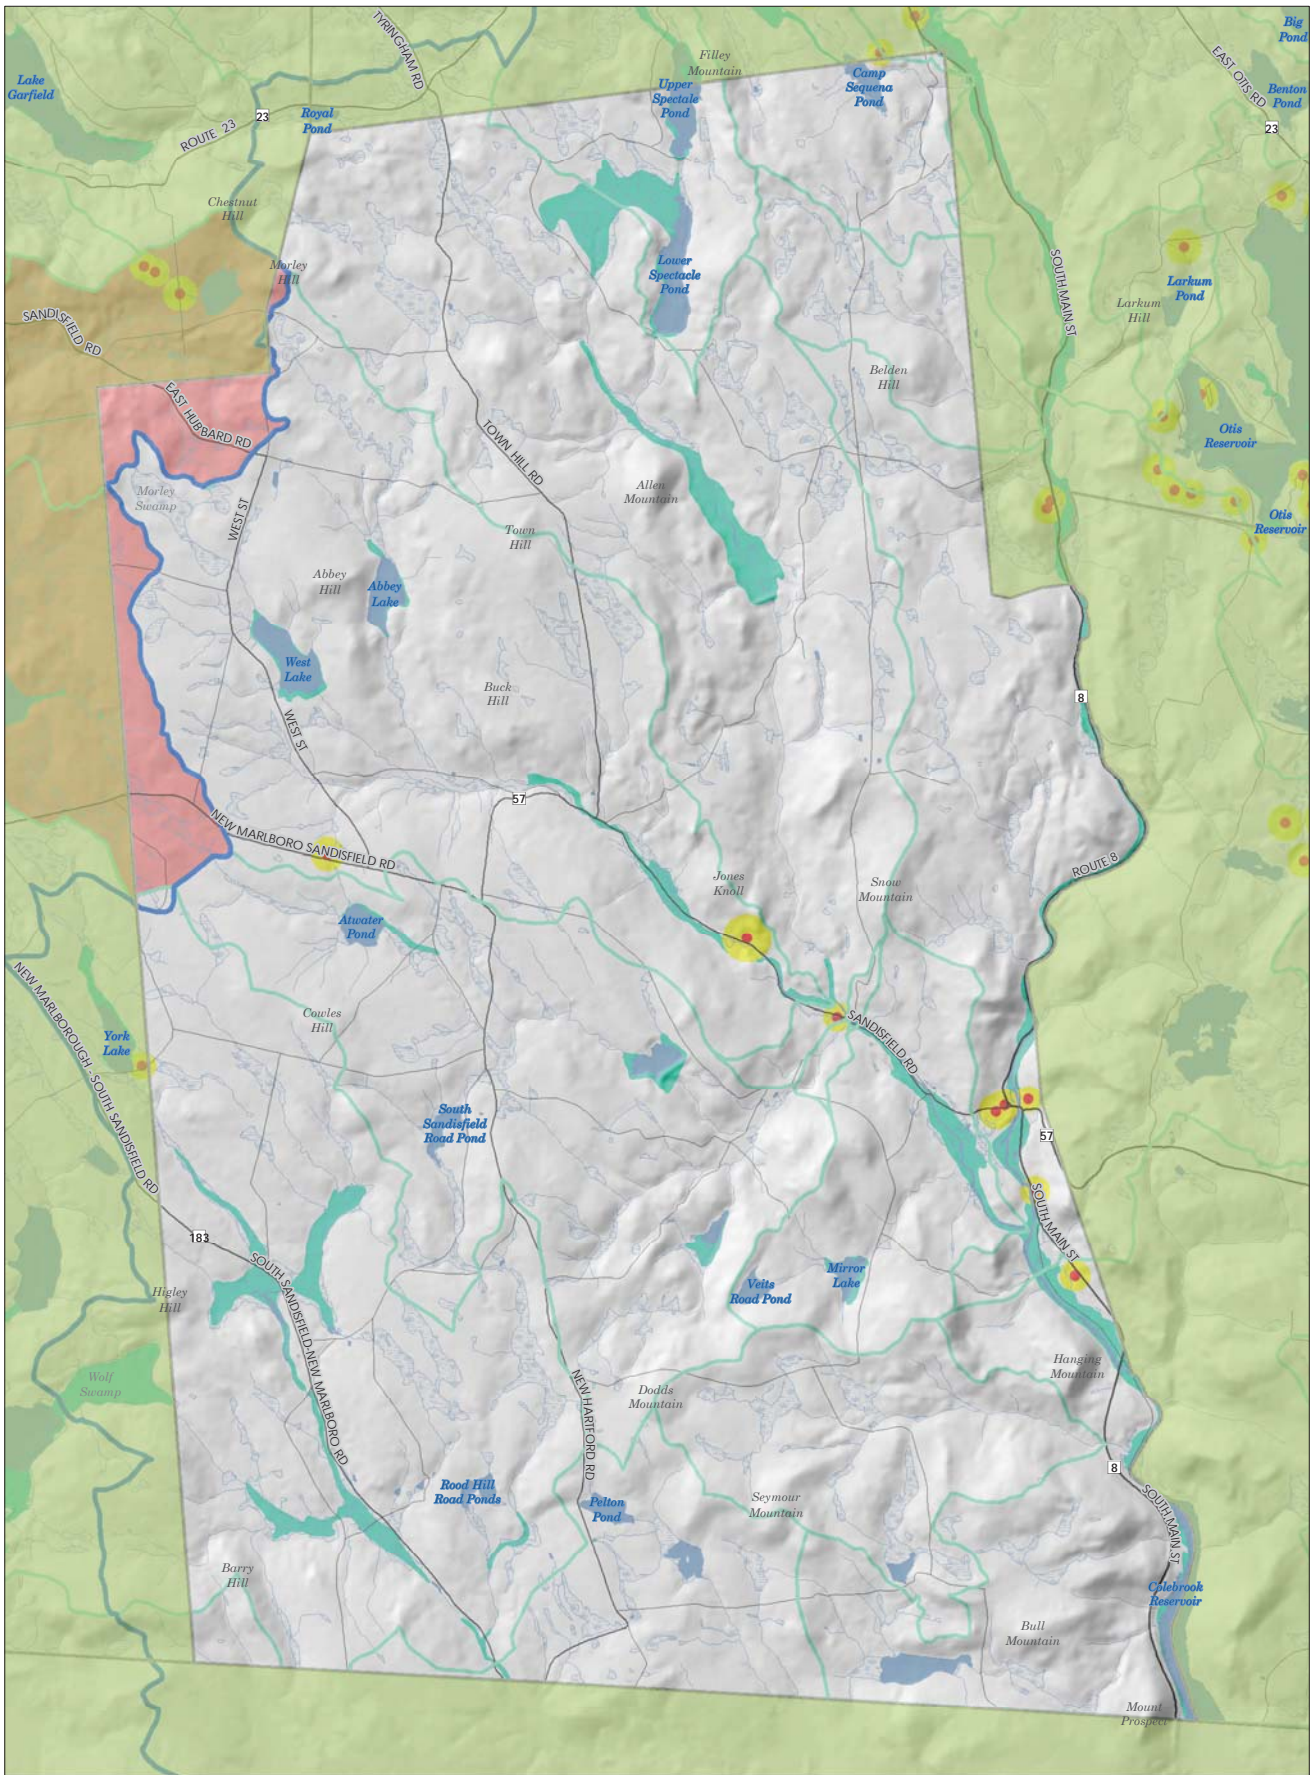 TYRINGHAM RD
Big
Pond
Filley
Mountain
EAST OTIS RD
Lake
Garfield
Upper
Spectale
Pond
Camp
Sequena
Pond
Benton
Pond
23
Royal
Pond
ROUTE 23
23
Chestnut
Hill
Morley
Hill
Lower
Spectacle
Pond
SOUTH MAIN ST
Larkum
Pond
Larkum
Hill
SANDISFIELD RD
EAST HUBBARD RD
Belden
Hill
TOWN HILL RD
Otis
Reservoir
Morley
Swamp
WEST ST
Allen
Mountain
Otis
Reservoir
Town
Hill
Abbey
Hill
Abbey
Lake
West
Lake
Buck
Hill
8
WEST ST
57
NEW MARLBORO SANDISFIELD RD
ROUTE 8
Jones
Knoll
Snow
Mountain
Atwater
Pond
NEW MARLBOROUGH - SOUTH SANDISFIELD RD
Cowles
Hill
SANDISFIELD RD
York
Lake
South
Sandisfield
Road Pond
57
SOUTH MAIN ST
183
SOUTH SANDISFIELD-NEW MARLBORO RD
Higley
Hill
Veits
Road Pond
Mirror
Lake
Wolf
Swamp
Hanging
Mountain
NEW HARTFORD RD
Dodds
Mountain
8
Rood Hill
Road Ponds
Pelton
Pond
Seymour
Mountain
SOUTH MAIN ST
Barry
Hill
Colebrook
Reservoir
Bull
Mountain
Mount
Prospect